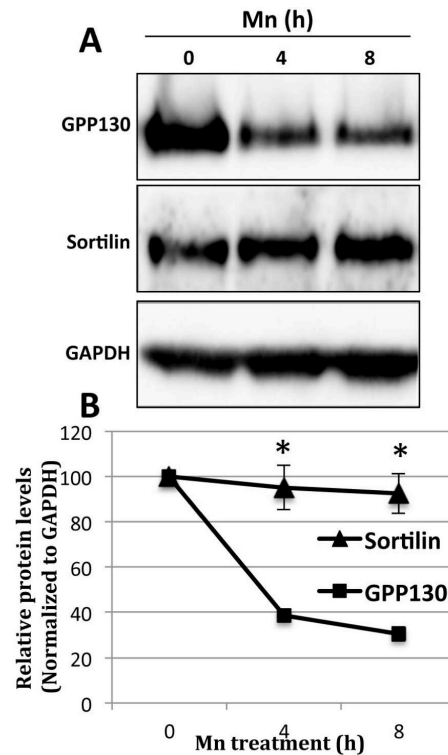 A
Mn (h)
0 4 8
GPP130
Sortilin
GAPDH
B
Relative protein levels
(Normalized to GAPDH)
120
100
80
60
40
20
0
* *
Sortilin
GPP130
0 4 8
Mn treatment (h)